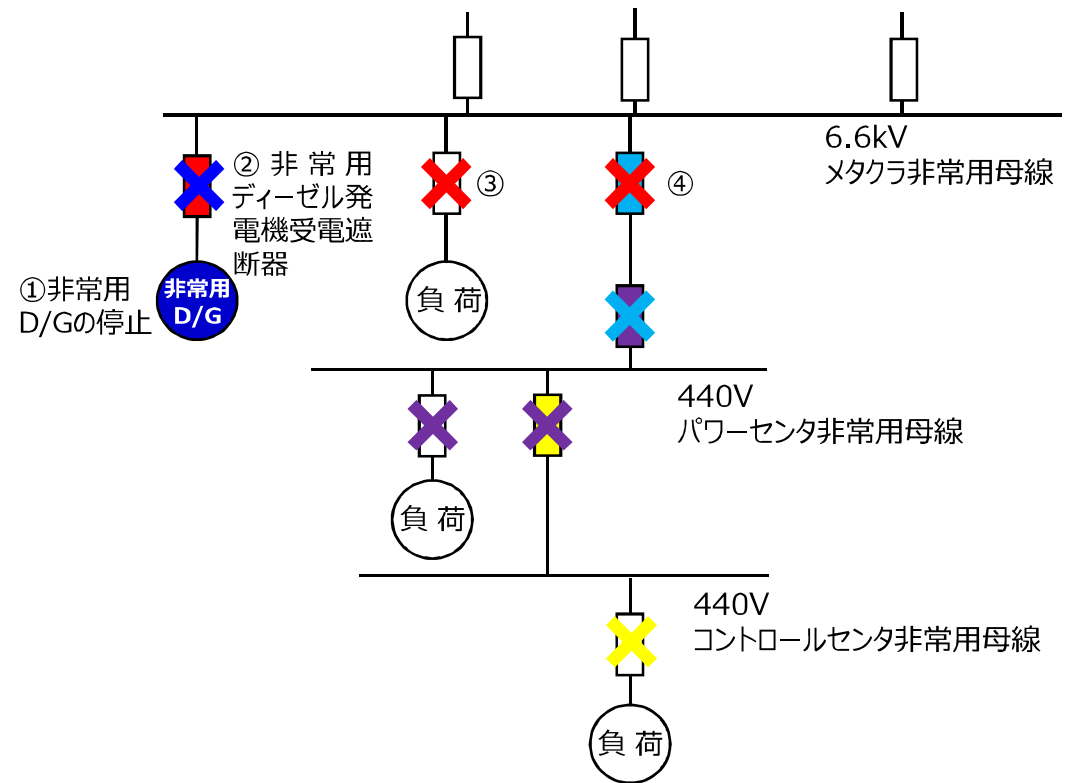 6.6kV
メタクラ非常用母線
②非常用
ディーゼル発
電機受電遮
断器
③
④
①非常用
D/Gの停止
非常用
D/G
負荷
440V
パワーセンタ非常用母線
負荷
440V
コントロールセンタ非常用母線
負荷